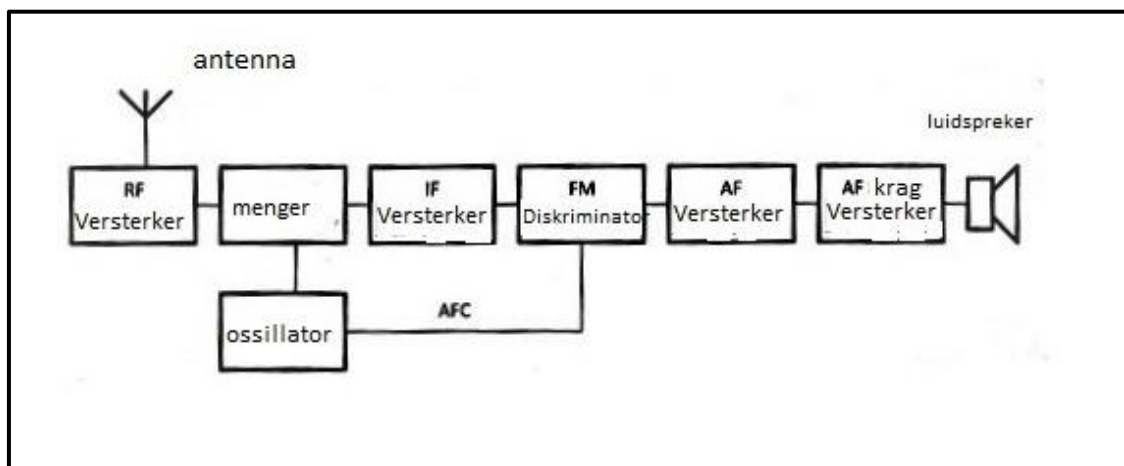 antenna
luidspreker
RF
Versterker
menger
IF
Versterker
FM
Diskriminator
AF
Versterker
AF krag
Versterker
ossillator
AFC